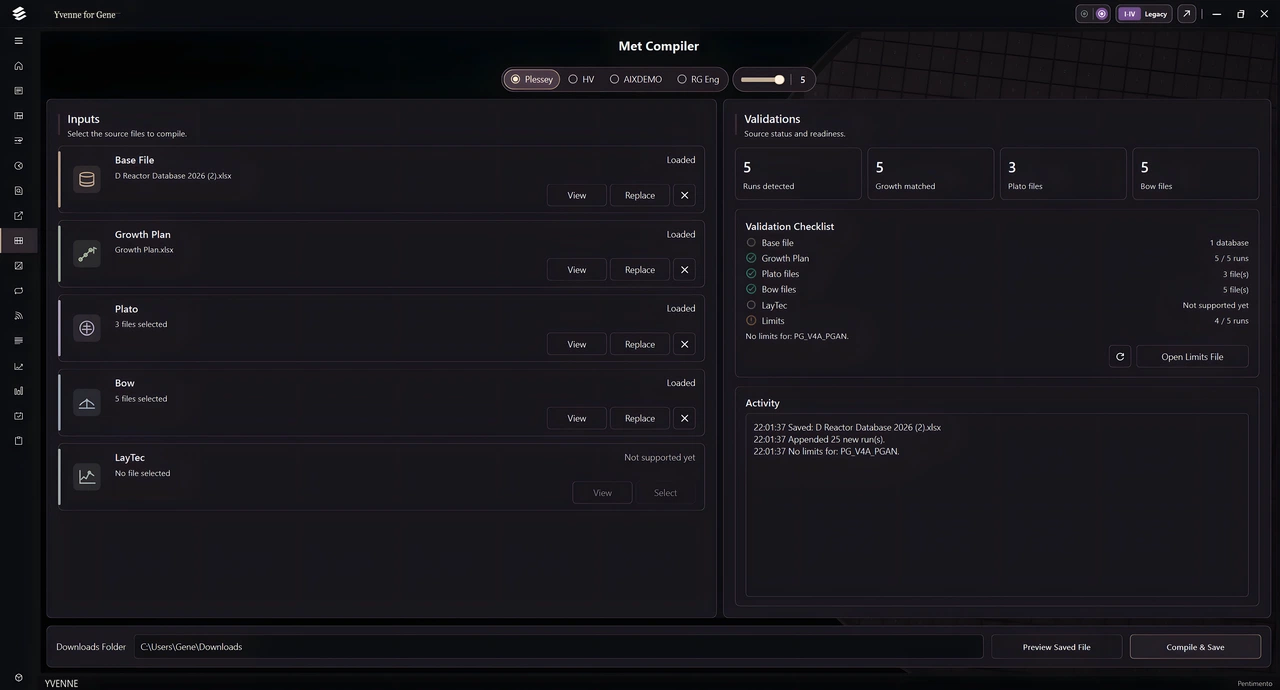 Yvenne for Gene
I-IV Legacy
Met Compiler
Plessey HV AIXDEMO RG Eng 5
Inputs
Select the source files to compile.
Base File
Loaded
D Reactor Database 2026 (2).xlsx
View Replace
Growth Plan
Loaded
Growth Plan.xlsx
View Replace
Plato
Loaded
3 files selected
View Replace
Bow
Loaded
5 files selected
View Replace
LayTec
Not supported yet
No file selected
View Select
Validations
Source status and readiness.
5
Runs detected
5
Growth matched
3
Plato files
5
Bow files
Validation Checklist
Base file 1 database
Growth Plan 5 / 5 runs
Plato files 3 file(s)
Bow files 5 file(s)
LayTec Not supported yet
Limits 4 / 5 runs
No limits for: PG_V4A_PGAN.
Open Limits File
Activity
22:01:37 Saved: D Reactor Database 2026 (2).xlsx
22:01:37 Appended 25 new run(s).
22:01:37 No limits for: PG_V4A_PGAN.
Downloads Folder C:\Users\Gene\Downloads Preview Saved File Compile & Save
YVENNE
Pentimento